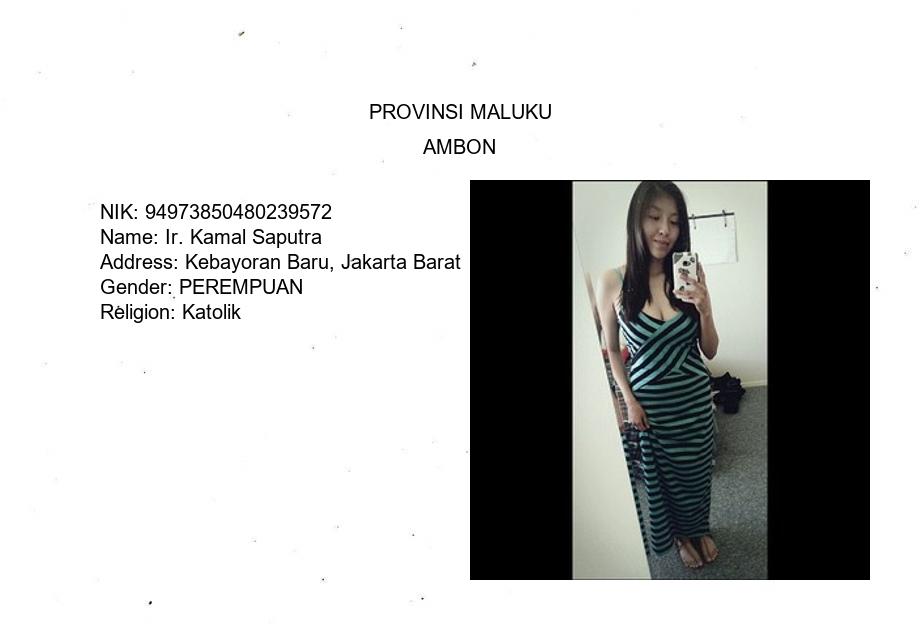 PROVINSI MALUKU
AMBON
NIK: 94973850480239572
Name: Ir. Kamal Saputra
Address: Kebayoran Baru, Jakarta Barat
Gender: PEREMPUAN
Religion: Katolik